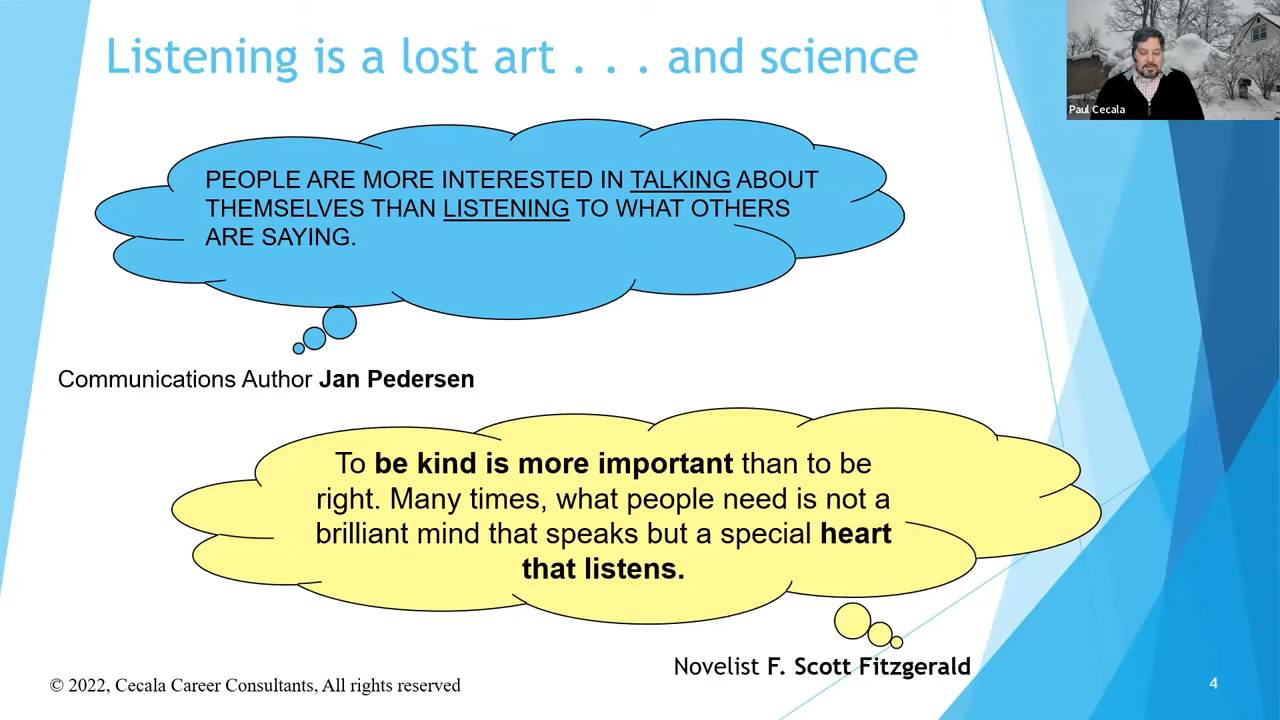 Listening is a lost art . . . and science
Paul Cecala
PEOPLE ARE MORE INTERESTED IN TALKING ABOUT
THEMSELVES THAN LISTENING TO WHAT OTHERS
ARE SAYING.
Communications Author Jan Pedersen
To be kind is more important than to be
right. Many times, what people need is not a
brilliant mind that speaks but a special heart
that listens.
Novelist F. Scott Fitzgerald
© 2022, Cecala Career Consultants, All rights reserved
4